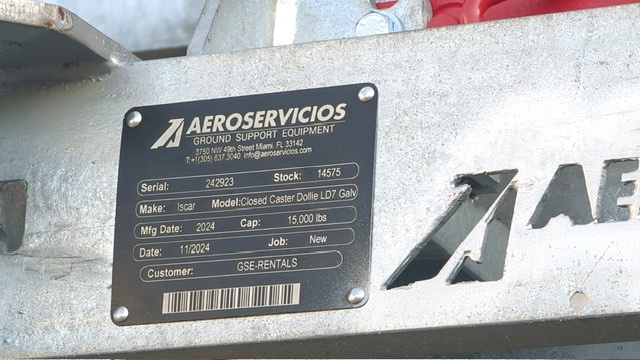 AEROSERVICIOS
GROUND SUPPORT EQUIPMENT
3750 NW 49th Street Miami, FL 33142
T:+1(305) 637.3040 info@aeroservicios.com
Serial: 242923 Stock: 14575
Make: Iscar Model:Closed Caster Dollie LD7 Galv
Mfg Date: 2024 Cap: 15,000 lbs
Date: 11/2024 Job: New
Customer: GSE-RENTALS
AE